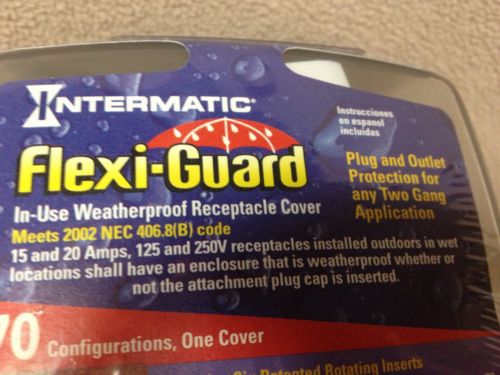 INTERMATIC®
Instrucciones
en espanol
incluidas
Flexi-Guard
Plug and Outlet
Protection for
any Two Gang
Application
In-Use Weatherproof Receptacle Cover
Meets 2002 NEC 406.8(B) code
15 and 20 Amps, 125 and 250V receptacles installed outdoors in wet
locations shall have an enclosure that is weatherproof whether or
not the attachment plug cap is inserted.
70 Configurations, One Cover
Patented Rotating Inserts